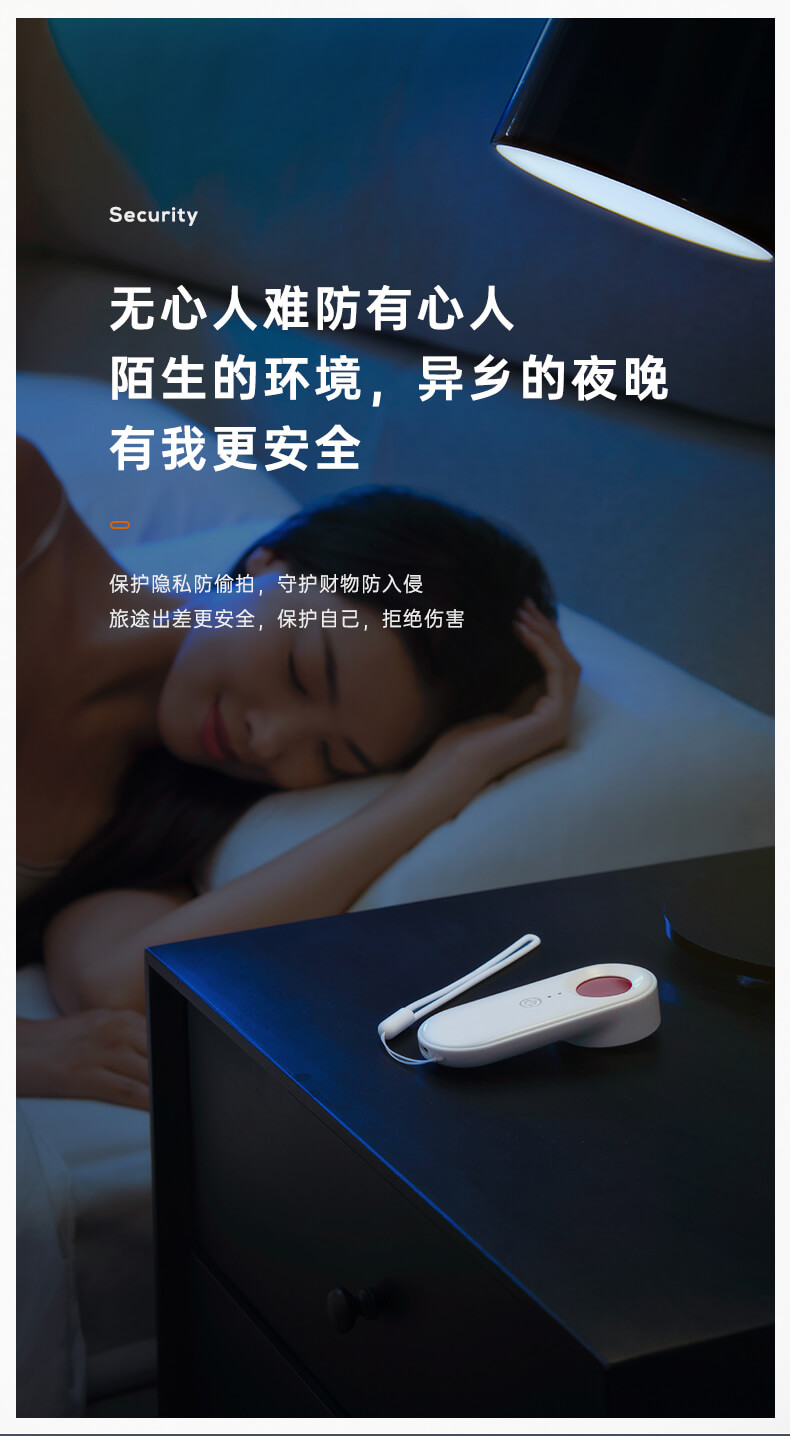 Security
无心人难防有心人
陌生的环境，异乡的夜晚
有我更安全
保护隐私防偷拍，守护财物防入侵
旅途出差更安全，保护自己，拒绝伤害